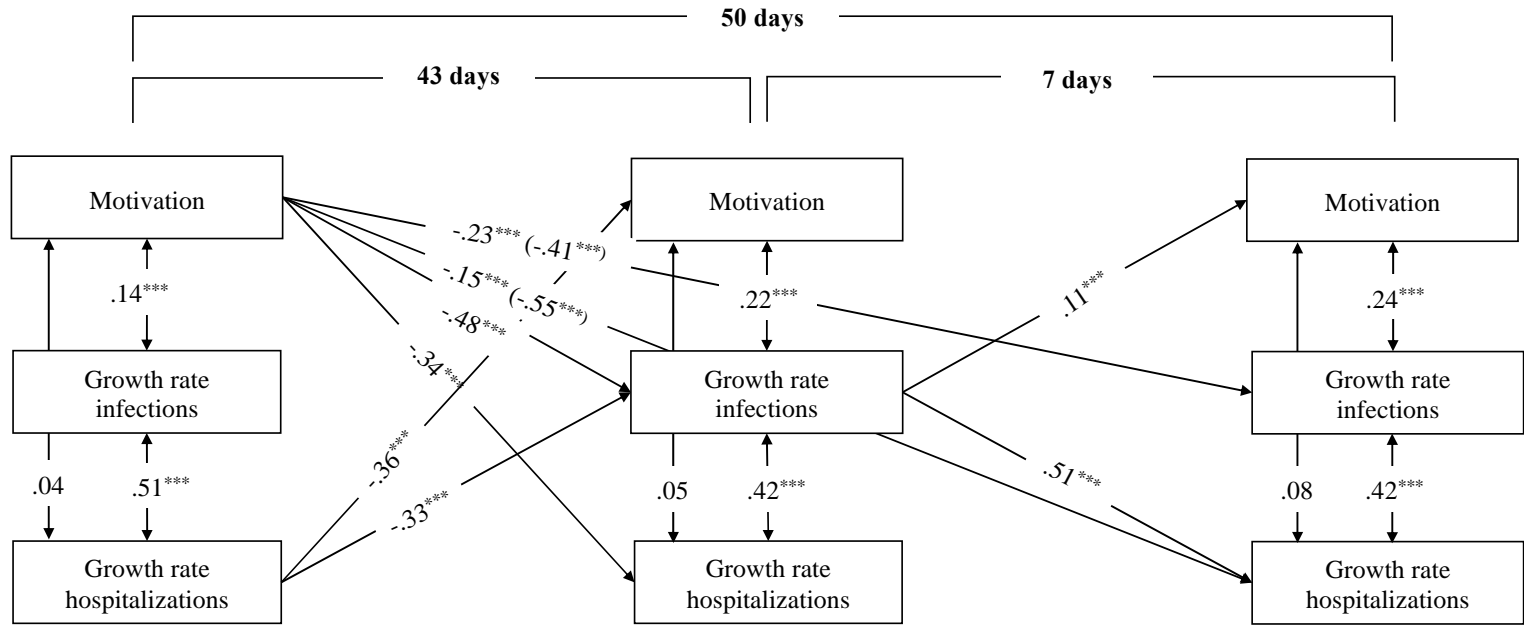 50 days
43 days
7 days
Motivation
Motivation
Motivation
-.23*** (-.41***)
-.15*** (-.55***)
-.48***
-.34***
.14***
.22***
.11***
.24***
Growth rate
infections
Growth rate
infections
Growth rate
infections
-.36***
-.33***
.51***
.04
.51***
.05
.42***
.08
.42***
Growth rate
hospitalizations
Growth rate
hospitalizations
Growth rate
hospitalizations